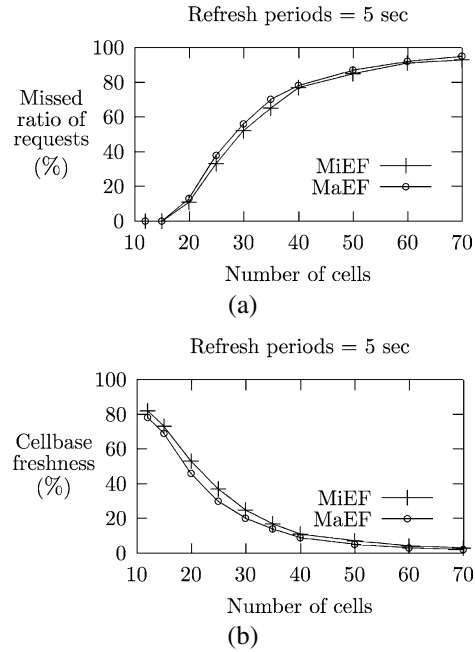 Refresh periods = 5 sec
100
80
60
40
20
0
Missed
ratio of
requests
(%)
MiEF
MaEF
10 20 30 40 50 60 70
Number of cells
(a)
Refresh periods = 5 sec
100
80
60
40
20
0
Cellbase
freshness
(%)
MiEF
MaEF
10 20 30 40 50 60 70
Number of cells
(b)